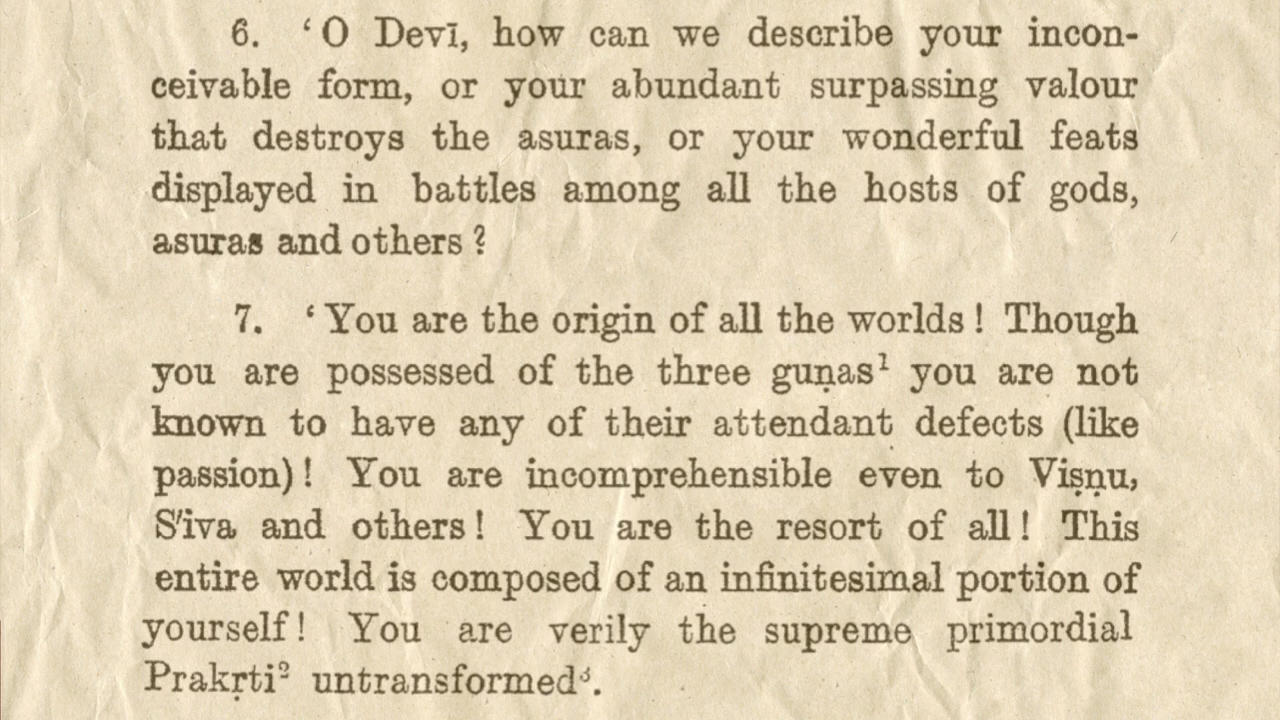 6. ‘O Devī, how can we describe your incon-
ceivable form, or your abundant surpassing valour
that destroys the asuras, or your wonderful feats
displayed in battles among all the hosts of gods,
asuras and others ?
7. ‘You are the origin of all the worlds ! Though
you are possessed of the three guṇas¹ you are not
known to have any of their attendant defects (like
passion) ! You are incomprehensible even to Viṣṇu,
S'iva and others ! You are the resort of all ! This
entire world is composed of an infinitesimal portion of
yourself ! You are verily the supreme primordial
Prakṛti² untransformed³.